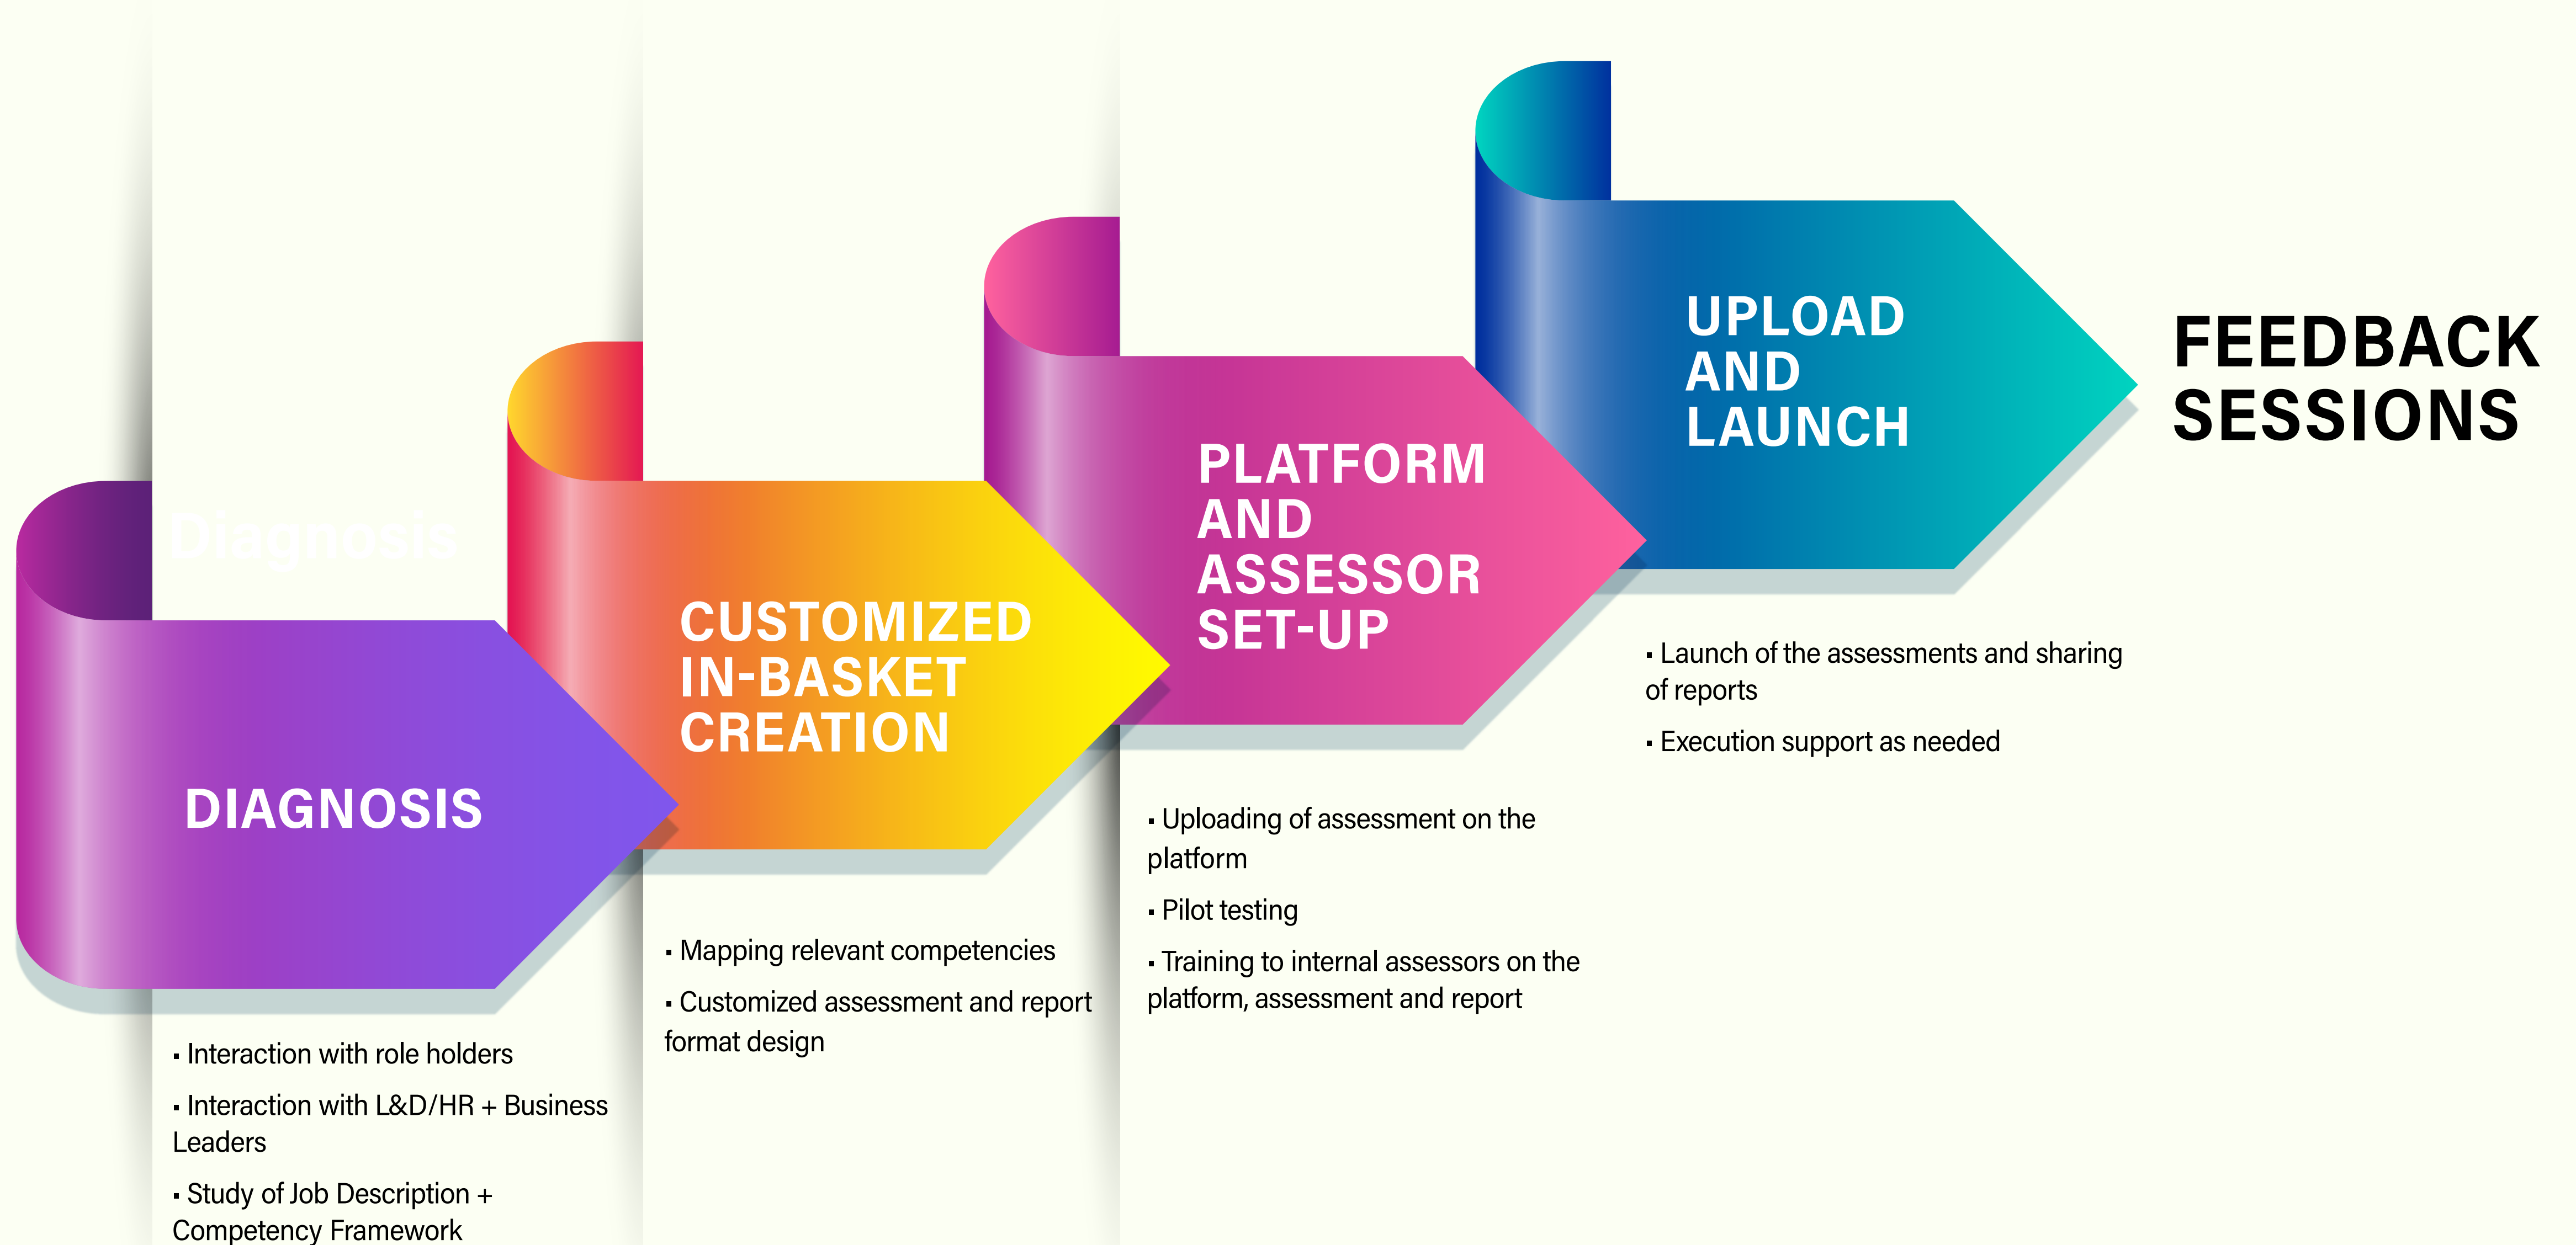 Diagnosis
DIAGNOSIS
▪ Interaction with role holders
▪ Interaction with L&D/HR + Business
Leaders
▪ Study of Job Description +
Competency Framework
CUSTOMIZED
IN-BASKET
CREATION
▪ Mapping relevant competencies
▪ Customized assessment and report
format design
PLATFORM
AND
ASSESSOR
SET-UP
▪ Uploading of assessment on the
platform
▪ Pilot testing
▪ Training to internal assessors on the
platform, assessment and report
UPLOAD
AND
LAUNCH
▪ Launch of the assessments and sharing
of reports
▪ Execution support as needed
FEEDBACK
SESSIONS